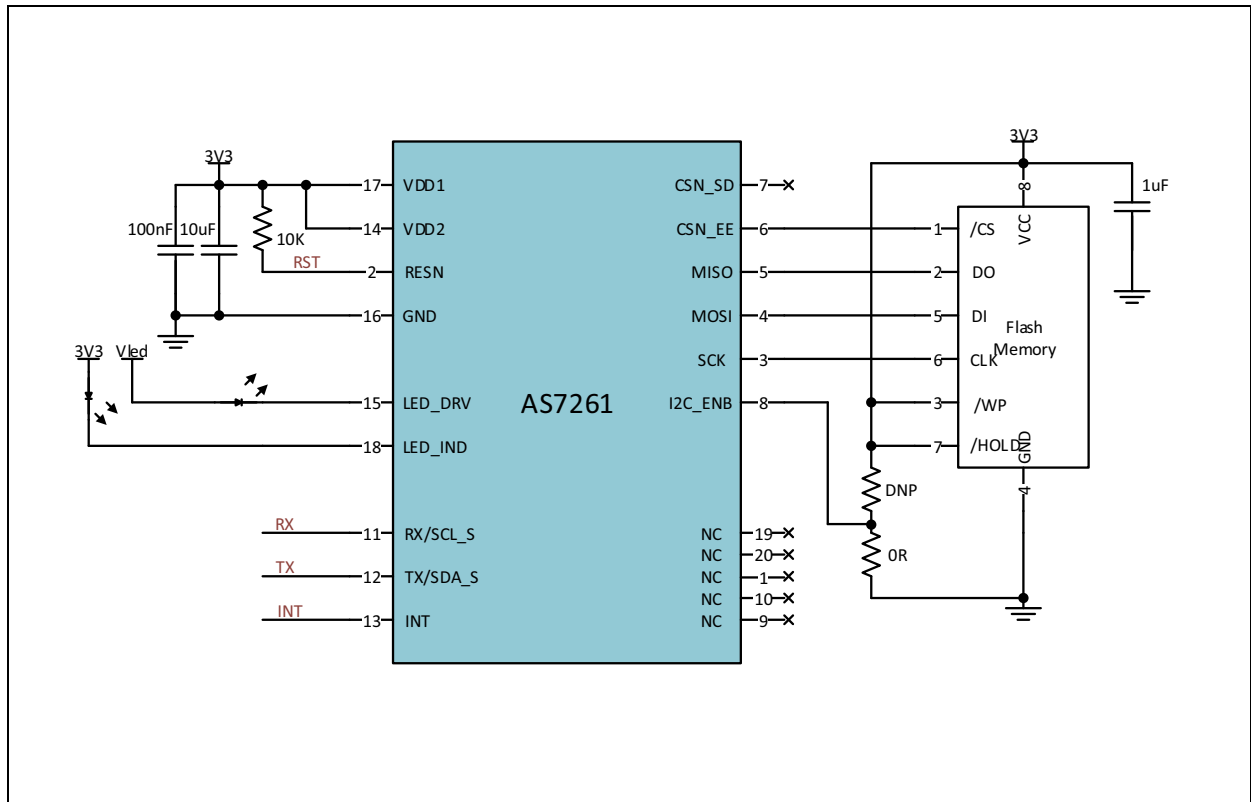 3V3
100nF 10uF
10K
RST
17 VDD1
14 VDD2
2 RESN
16 GND
3V3 Vled
15 LED_DRV
18 LED_IND
RX
11 RX/SCL_S
TX
12 TX/SDA_S
INT
13 INT
AS7261
CSN_SD 7
CSN_EE 6
MISO 5
MOSI 4
SCK 3
I2C_ENB 8
NC 19
NC 20
NC 1
NC 10
NC 9
3V3
1uF
8
VCC
1 /CS
2 DO
5 DI
Flash
Memory
6 CLK
3 /WP
7 /HOLD
GND
4
DNP
0R